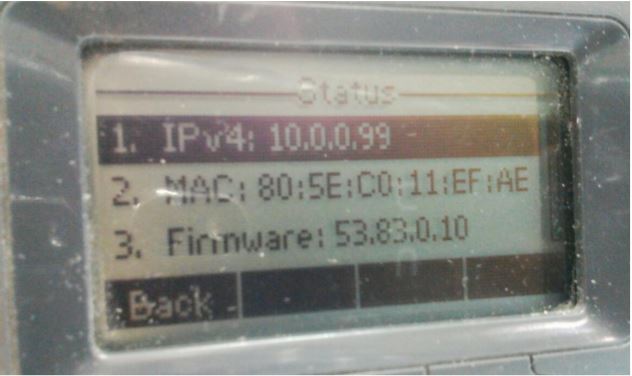 Status
1. IPv4: 10.0.0.99
2. MAC: 80:5E:C0:11:EF:AE
3. Firmware: 53.83.0.10
Back